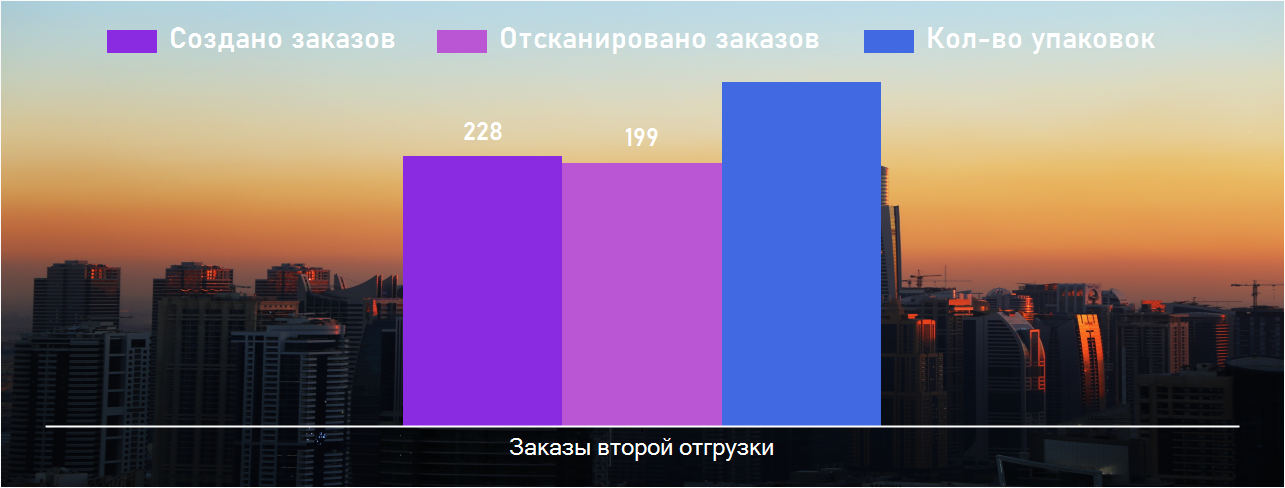 Создано заказов Отсканировано заказов Кол-во упаковок
228 199
Заказы второй отгрузки